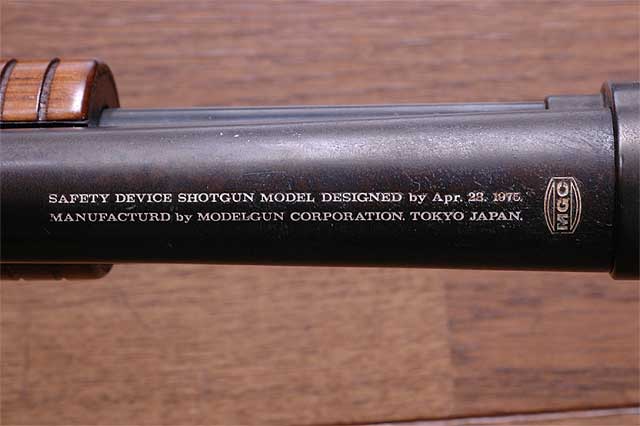 SAFETY DEVICE SHOTGUN MODEL DESIGNED by Apr. 23. 1975.
MANUFACTURD by MODELGUN CORPORATION. TOKYO JAPAN.
MGC